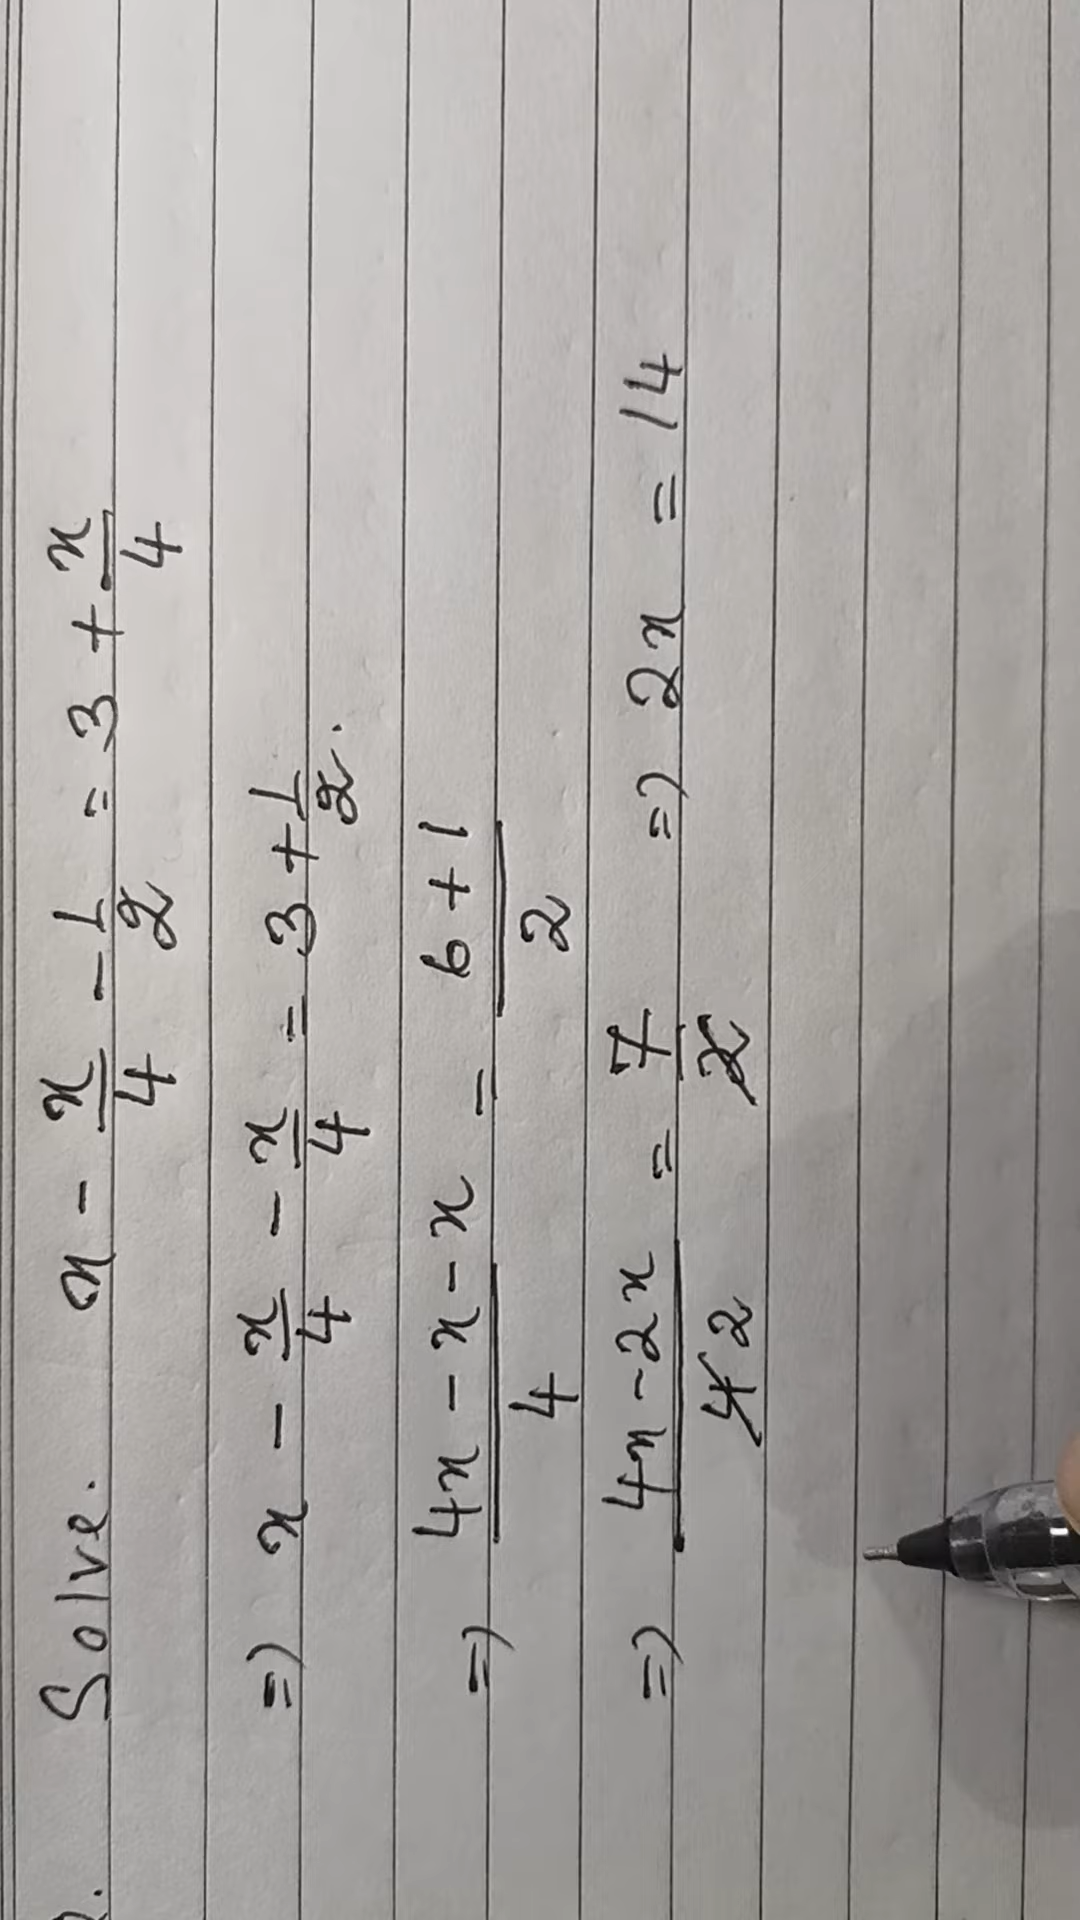 Solve. x - x/4 - 1/2 = 3 + x/4
=) x - x/4 - x/4 = 3 + 1/2.
=) (4x - x - x)/4 = (6 + 1)/2
=) (4x - 2x)/4 2 = 7/2 =) 2x = 14